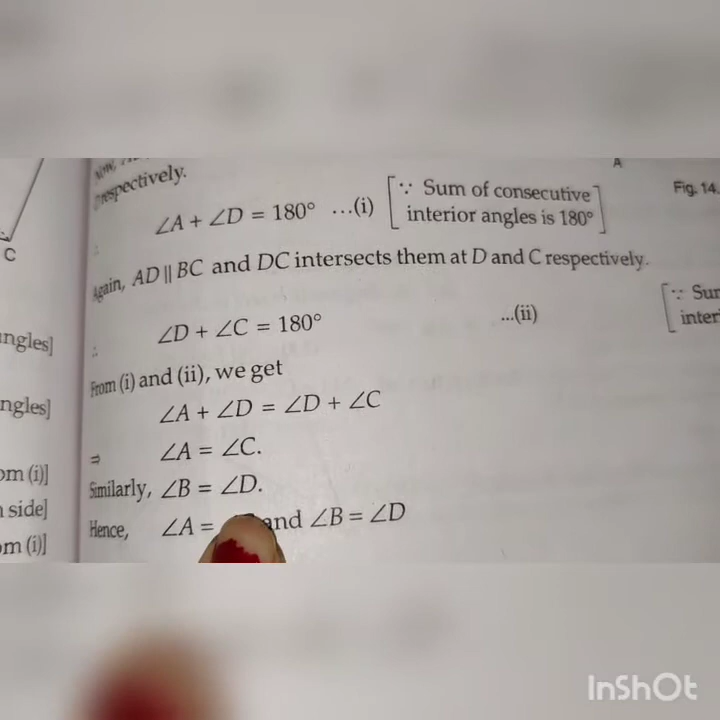 respectively.
A
∠A + ∠D = 180° ...(i) [∵ Sum of consecutive
interior angles is 180°]
Fig. 14.
C
Again, AD || BC and DC intersects them at D and C respectively.
∴ ∠D + ∠C = 180° ...(ii) [∵ Sum
ngles]
From (i) and (ii), we get
∠A + ∠D = ∠D + ∠C
ngles]
⇒ ∠A = ∠C.
om (i)]
Similarly, ∠B = ∠D.
side]
Hence, ∠A = and ∠B = ∠D
om (i)]
InShOt